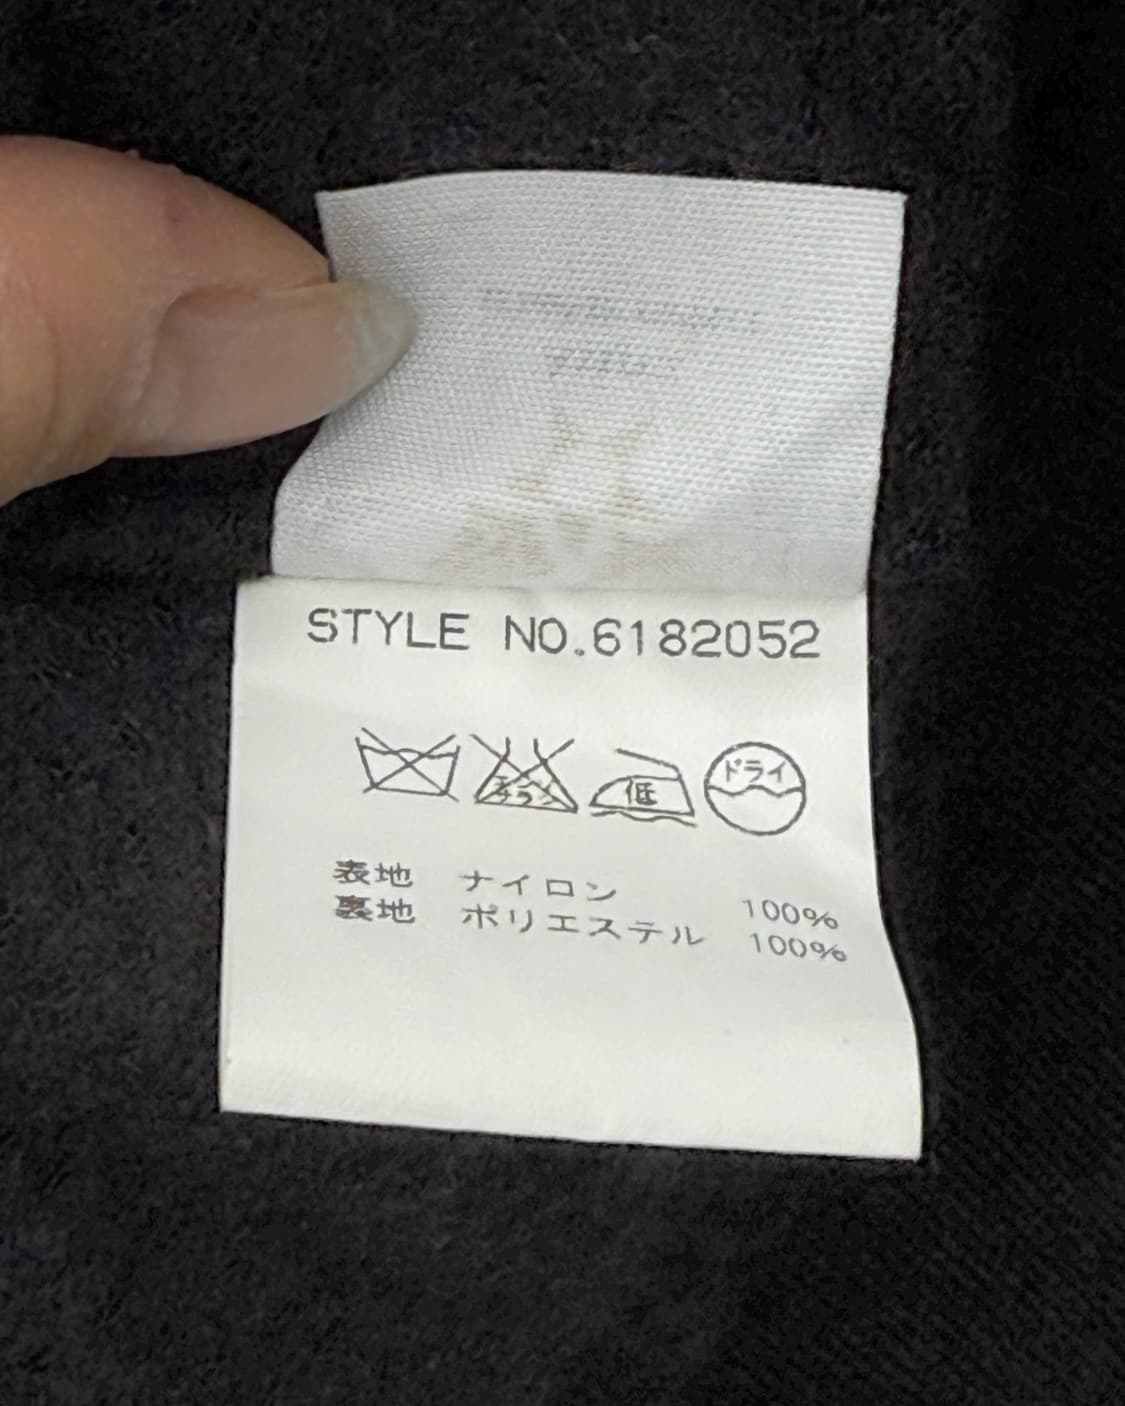 STYLE NO.6182052
低 ドライ
表地 ナイロン 100%
裏地 ポリエステル 100%